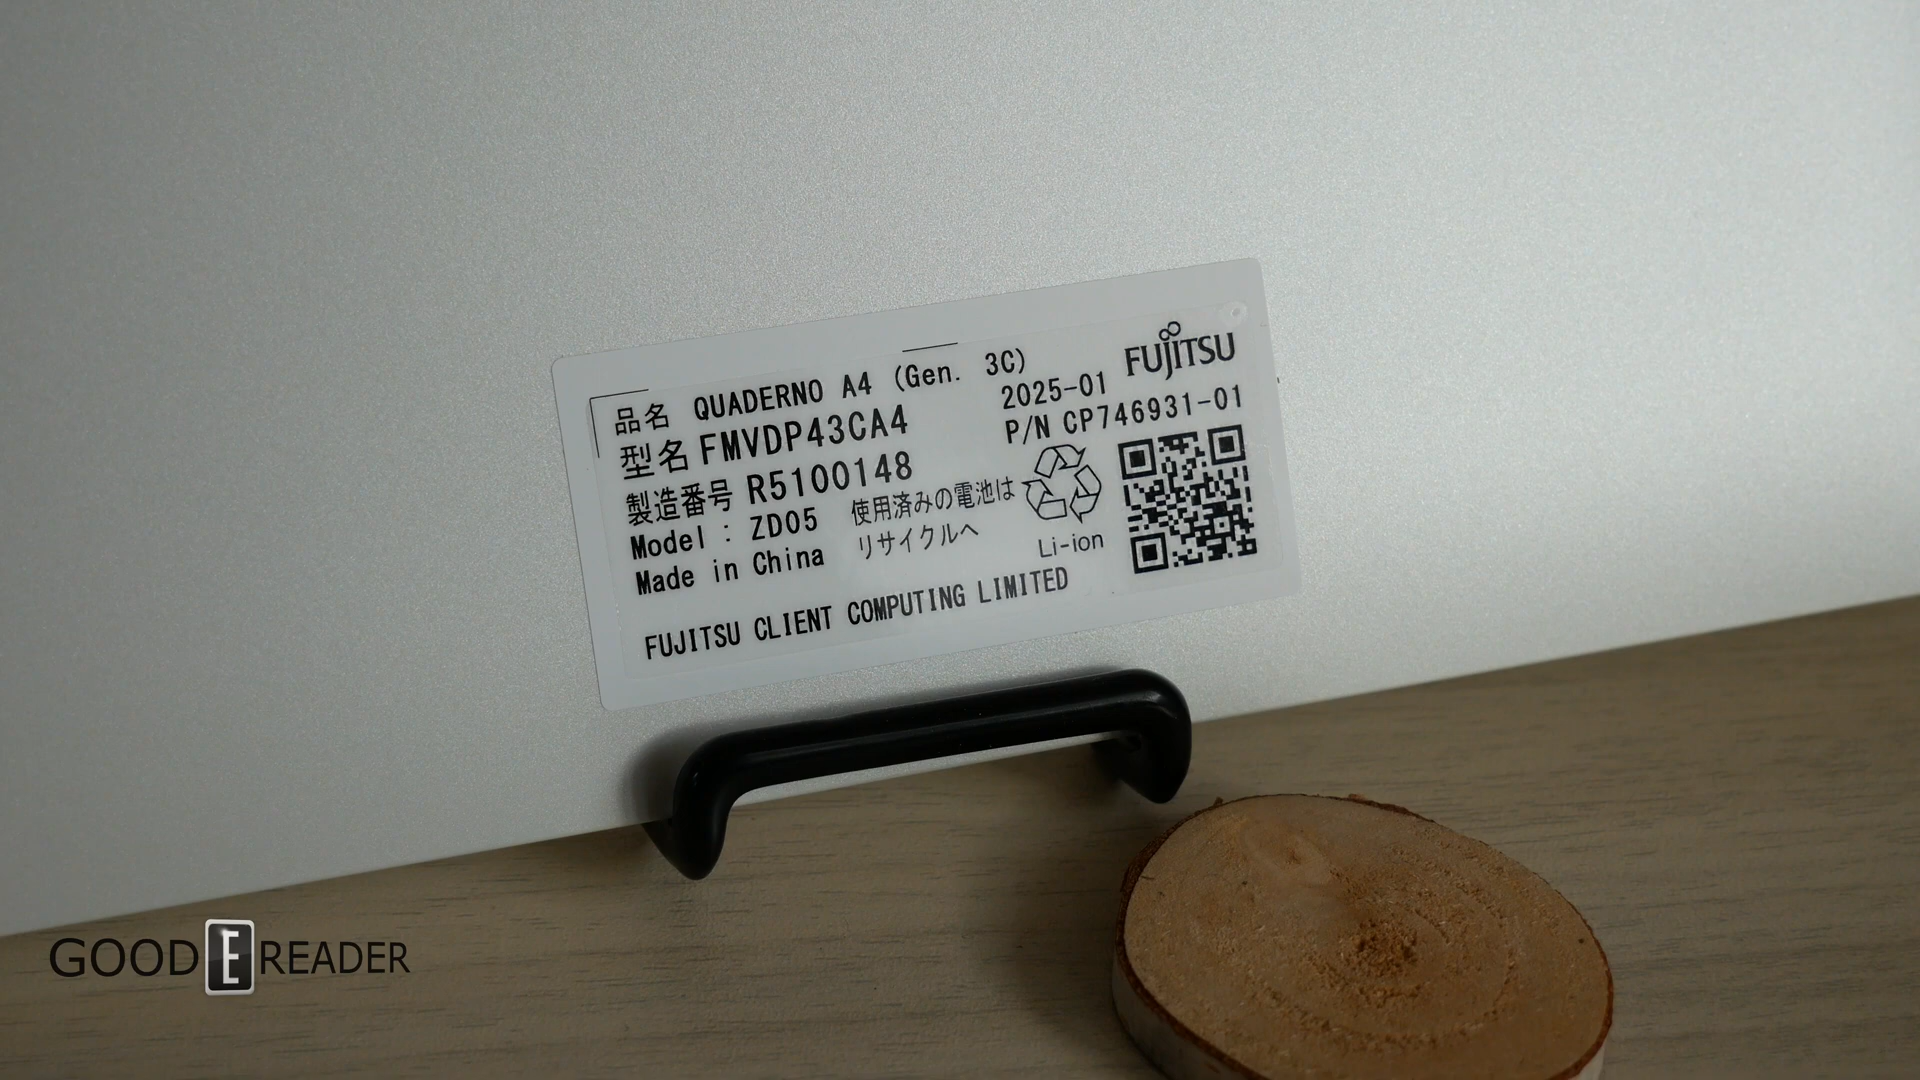 品名 QUADERNO A4 (Gen. 3C)
型名 FMVDP43CA4
製造番号 R5100148
Model : ZD05
Made in China
使用済みの電池は
リサイクルへ
2025-01
FUJITSU
P/N CP746931-01
Li-ion
FUJITSU CLIENT COMPUTING LIMITED
GOOD E READER